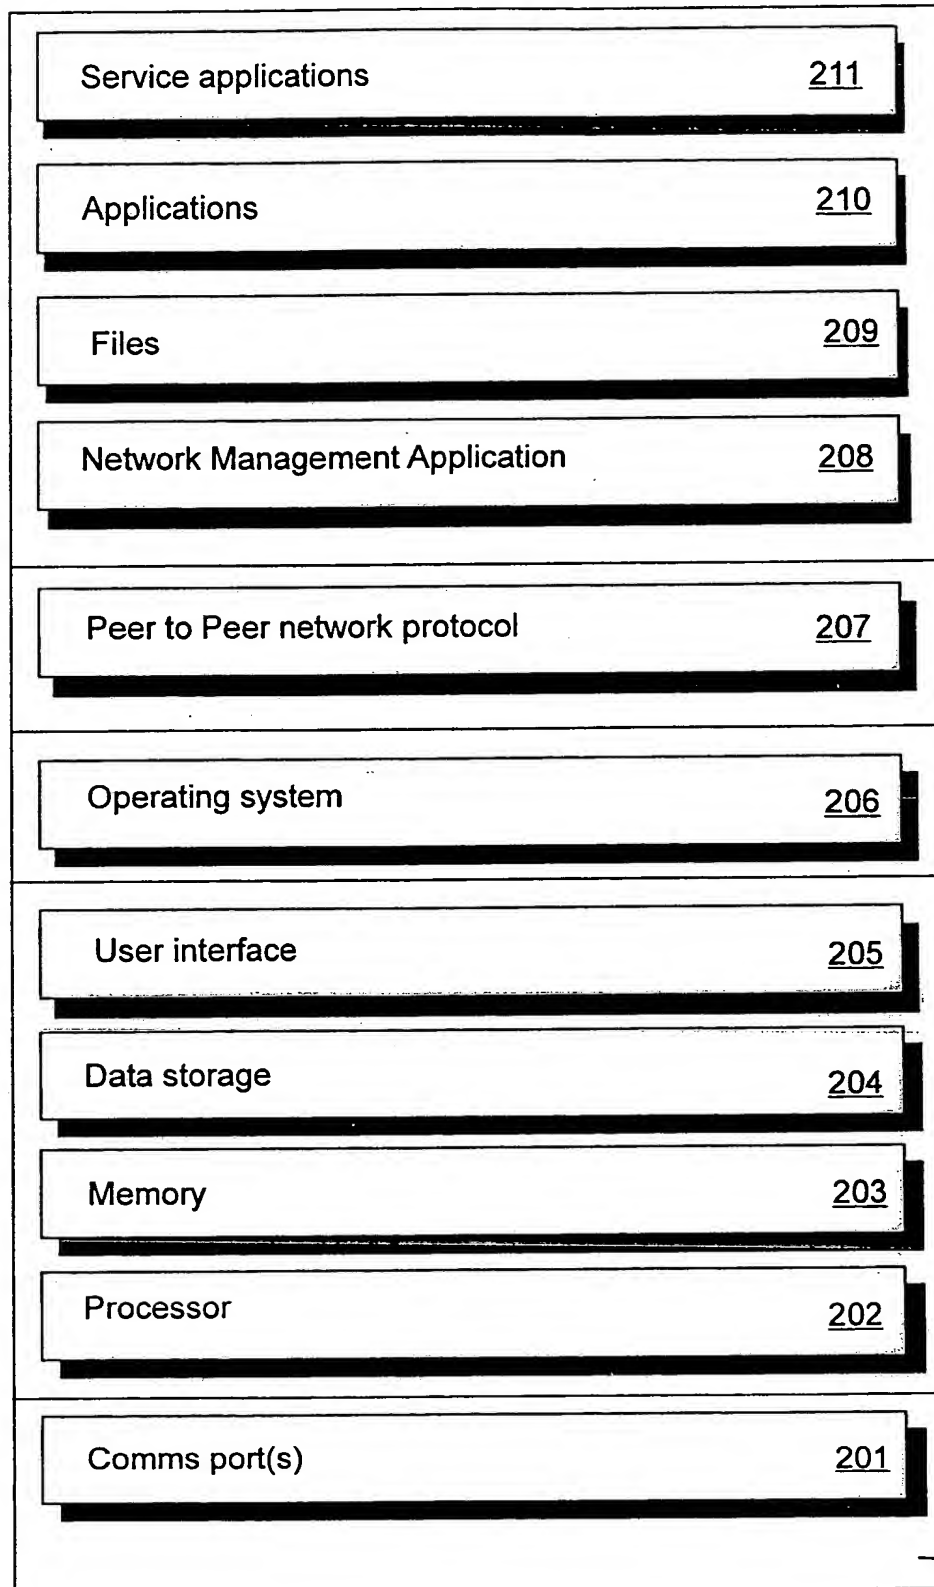 Service applications 211
Applications 210
Files 209
Network Management Application 208
Peer to Peer network protocol 207
Operating system 206
User interface 205
Data storage 204
Memory 203
Processor 202
Comms port(s) 201